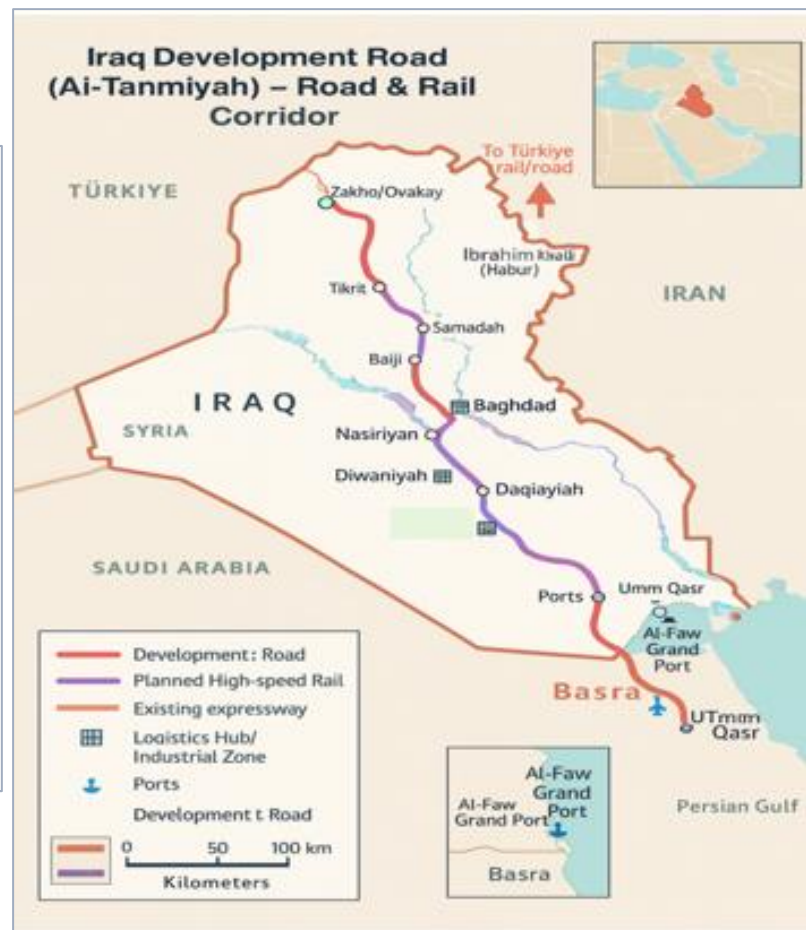 Iraq Development Road
(Ai-Tanmiyah) – Road & Rail
Corridor
To Türkiye
rail/road
TÜRKIYE
Zakho/Ovakay
Ibrahim
(Habur)
IRAN
Tikrit
Samadah
Baiji
IRAQ
Baghdad
SYRIA
Nasiriyan
Diwaniyah
Daqiayiah
SAUDI ARABIA
Ports
Umm Qasr
Al-Faw
Grand
Port
Basra
UTmm
Qasr
Persian Gulf
Development: Road
Planned High-speed Rail
Existing expressway
Logistics Hub/
Industrial Zone
Ports
Development t Road
0 50 100 km
Kilometers
Al-Faw
Grand
Port
Al-Faw
Grand Port
Basra